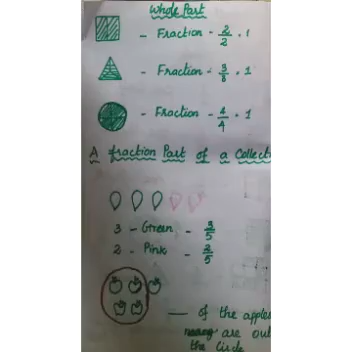 Whole Part
- Fraction - 2/2 = 1
- Fraction - 3/3 = 1
- Fraction - 4/4 = 1
A fraction Part of a Collect
3 - Green - 3/5
2 - Pink - 2/5
— of the apples
are out
the Circle